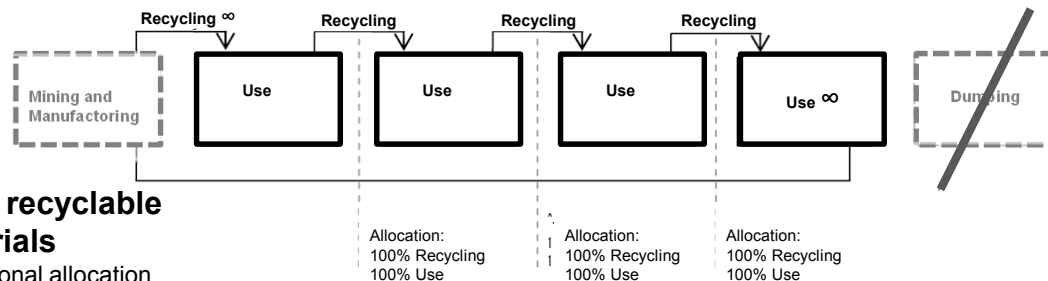 Recycling ∞
Recycling
Recycling
Recycling
Mining and
Manufactoring
Use
Use
Use
Use ∞
Dumping
recyclable
rials
onal allocation
Allocation:
100% Recycling
100% Use
Allocation:
100% Recycling
100% Use
Allocation:
100% Recycling
100% Use